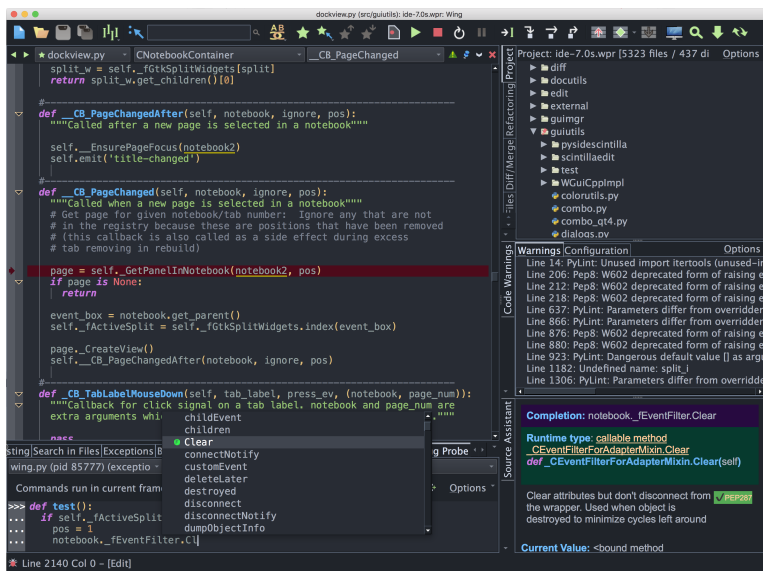 dockview.py (src/guiutils): ide-7.0s.wpr: Wing
dockview.py
CNotebookContainer
__CB_PageChanged
split_w = self._fGtkSplitWidgets[split]
return split_w.get_children()[0]
#
def __CB_PageChangedAfter(self, notebook, ignore, pos):
"""Called after a new page is selected in a notebook"""
self.__EnsurePageFocus(notebook2)
self.emit('title-changed')
#
def __CB_PageChanged(self, notebook, ignore, pos):
"""Called when a new page is selected in a notebook"""
# Get page for given notebook/tab number:  Ignore any that are not
# in the registry because these are positions that have been removed
# (this callback is also called as a side effect during excess
# tab removing in rebuild)
page = self._GetPanelInNotebook(notebook2, pos)
if page is None:
return
event_box = notebook.get_parent()
self._fActiveSplit = self._fGtkSplitWidgets.index(event_box)
page._CreateView()
self.__CB_PageChangedAfter(notebook, ignore, pos)
#
def _CB_TabLabelMouseDown(self, tab_label, press_ev, (notebook, page_num)):
"""Callback for click signal on a tab label. notebook and page_num are
extra arguments whi
."""
pass
childEvent
children
Clear
connectNotify
customEvent
deleteLater
destroyed
disconnect
disconnectNotify
dumpObjectInfo
sting
Search in Files
Exceptions
B
g Probe
wing.py (pid 85777) (exceptio
Commands run in current fram
Options
>>> def test():
... if self._fActiveSplit
... pos = 1
... notebook._fEventFilter.Cl
Line 2140 Col 0 – [Edit]
Project
Refactoring
Diff/Merge
Files
Project: ide-7.0s.wpr [5323 files / 437 di
Options
diff
docutils
edit
external
guimgr
guiutils
pysidescintilla
scintillaedit
test
WGuiCppImpl
colorutils.py
combo.py
combo_qt4.py
dialogs.py
Code Warnings
Warnings
Configuration
Options
Line 14: PyLint: Unused import itertools (unused-i
Line 206: Pep8: W602 deprecated form of raising e
Line 212: Pep8: W602 deprecated form of raising e
Line 218: Pep8: W602 deprecated form of raising e
Line 637: PyLint: Parameters differ from overridden
Line 866: PyLint: Parameters differ from overridden
Line 876: Pep8: W602 deprecated form of raising e
Line 880: Pep8: W602 deprecated form of raising e
Line 923: PyLint: Dangerous default value [] as argu
Line 1182: Undefined name: split_i
Line 1306: PyLint: Parameters differ from overridde
Source Assistant
Completion: notebook._fEventFilter.Clear
Runtime type: callable method
_CEventFilterForAdapterMixin.Clear
def _CEventFilterForAdapterMixin.Clear(self)
Clear attributes but don't disconnect from
the wrapper. Used when object is
destroyed to minimize cycles left around
PEP287
Current Value: <bound method